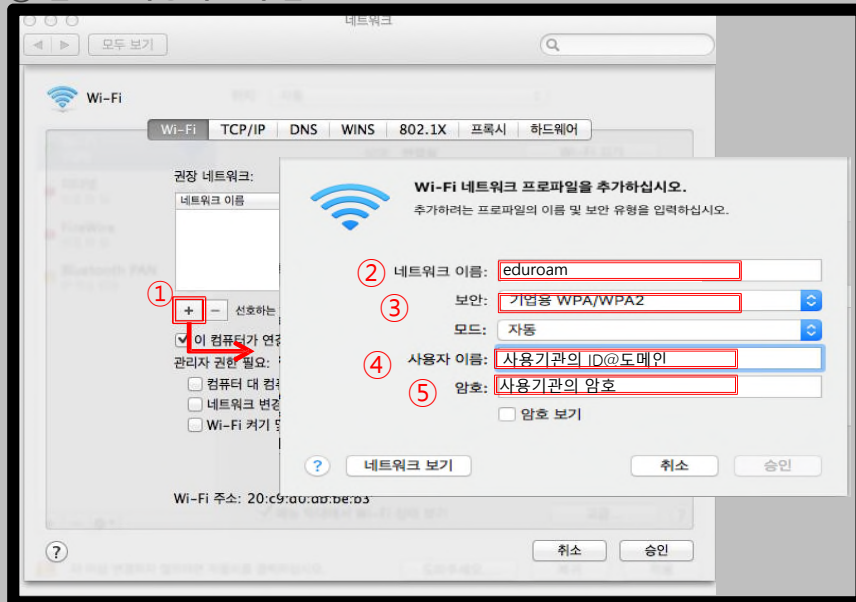 네트워크
모두 보기
Wi-Fi
Wi-Fi TCP/IP DNS WINS 802.1X 프록시 하드웨어
권장 네트워크:
네트워크 이름
Wi-Fi 네트워크 프로파일을 추가하십시오.
추가하려는 프로파일의 이름 및 보안 유형을 입력하십시오.
② 네트워크 이름: eduroam
① + − 선호하는
③ 보안: 기업용 WPA/WPA2
모드: 자동
이 컴퓨터가 연결
관리자 권한 필요:
④ 사용자 이름: 사용기관의 ID@도메인
컴퓨터 대 컴퓨
⑤ 암호: 사용기관의 암호
네트워크 변경
암호 보기
Wi-Fi 켜기 및
? 네트워크 보기 취소 승인
Wi-Fi 주소:
? 취소 승인